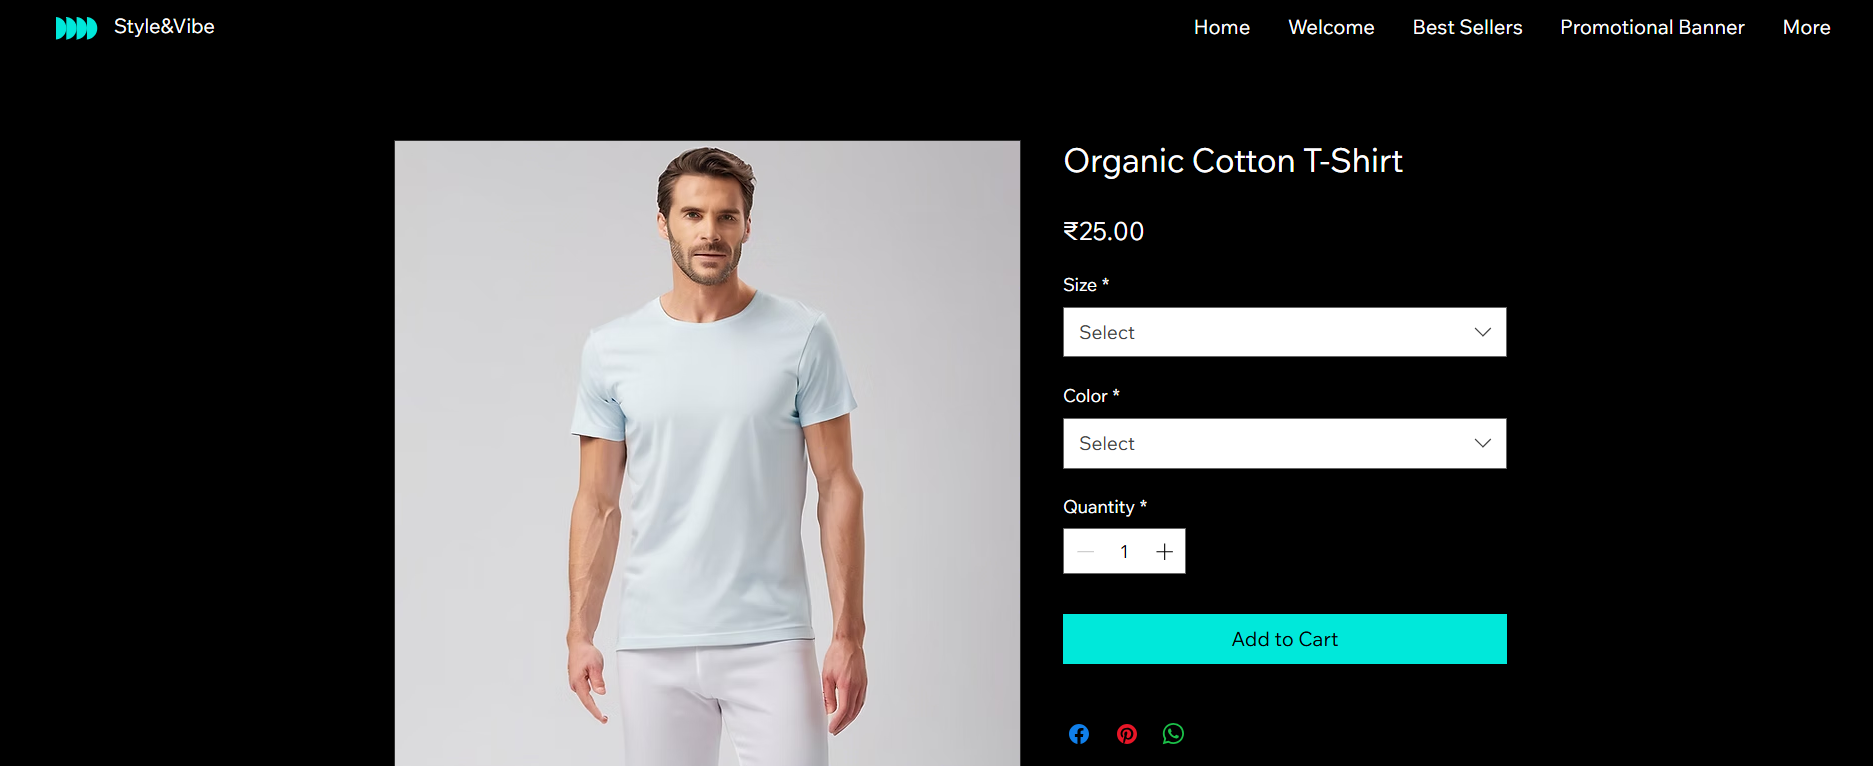 Style&Vibe
Home Welcome Best Sellers Promotional Banner More
Organic Cotton T-Shirt
₹25.00
Size *
Select
Color *
Select
Quantity *
1
Add to Cart